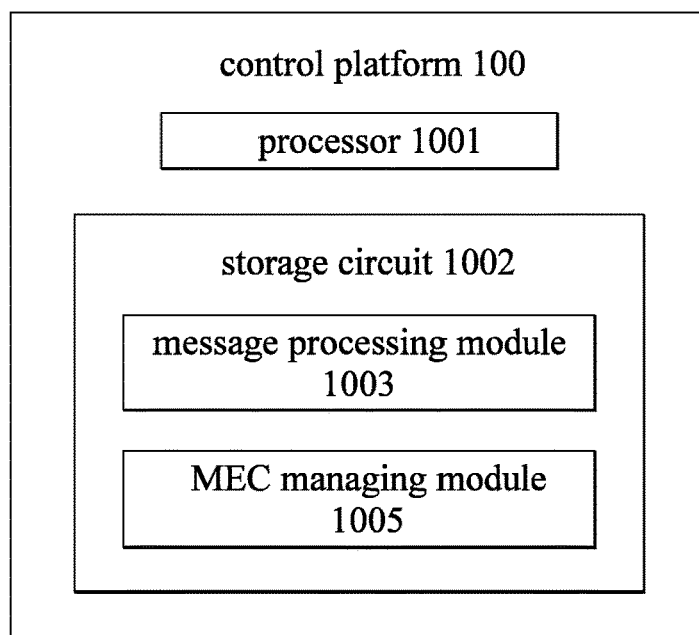 control platform 100
processor 1001
storage circuit 1002
message processing module
1003
MEC managing module
1005